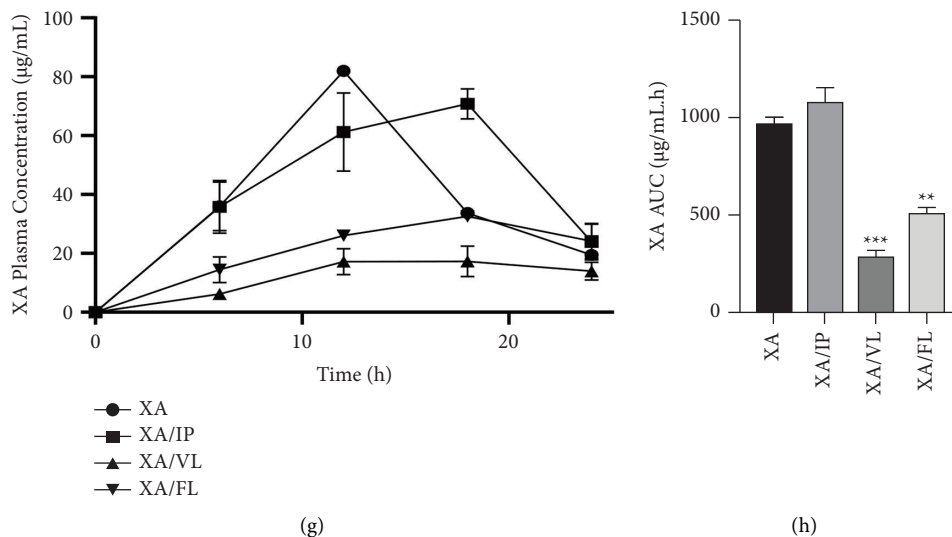 XA Plasma Concentration (µg/mL)
100
80
60
40
20
0
0
10
20
Time (h)
XA
XA/IP
XA/VL
XA/FL
(g)
XA AUC (µg/mL.h)
1500
1000
500
0
***
**
XA
XA/IP
XA/VL
XA/FL
(h)